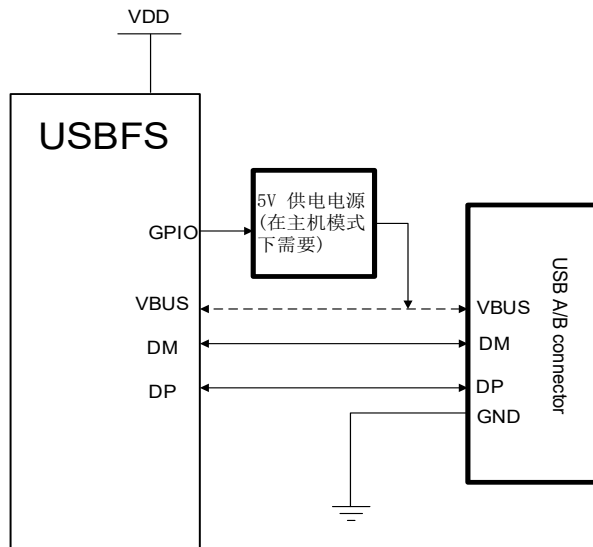 VDD
USBFS
5V 供电电源
(在主机模式
下需要)
GPIO
VBUS
DM
DP
VBUS
DM
DP
GND
USB A/B connector